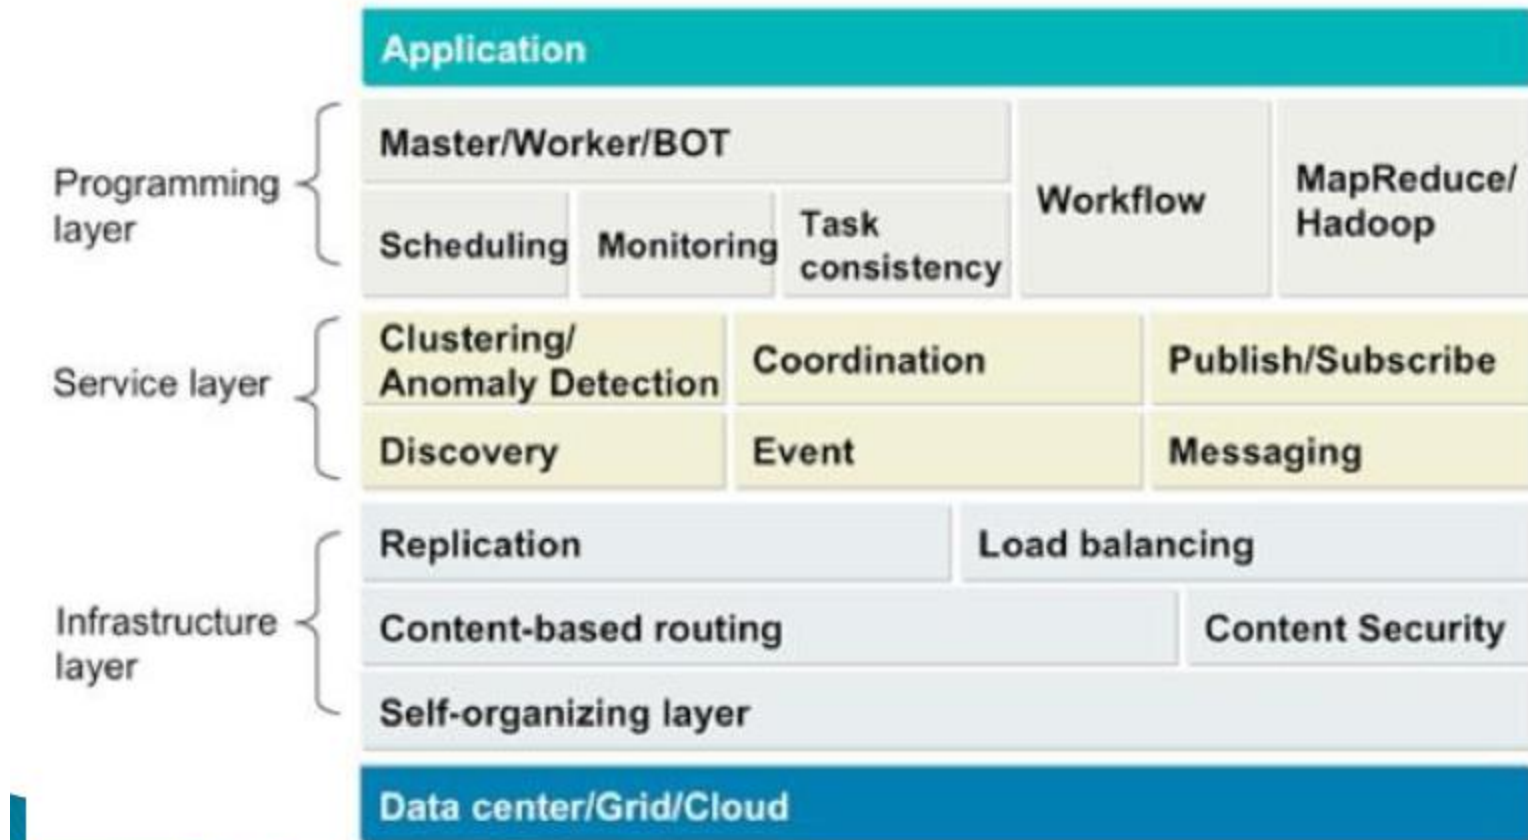 Application
Programming
layer
Master/Worker/BOT
Scheduling
Monitoring
Task
consistency
Workflow
MapReduce/
Hadoop
Service layer
Clustering/
Anomaly Detection
Coordination
Publish/Subscribe
Discovery
Event
Messaging
Infrastructure
layer
Replication
Load balancing
Content-based routing
Content Security
Self-organizing layer
Data center/Grid/Cloud